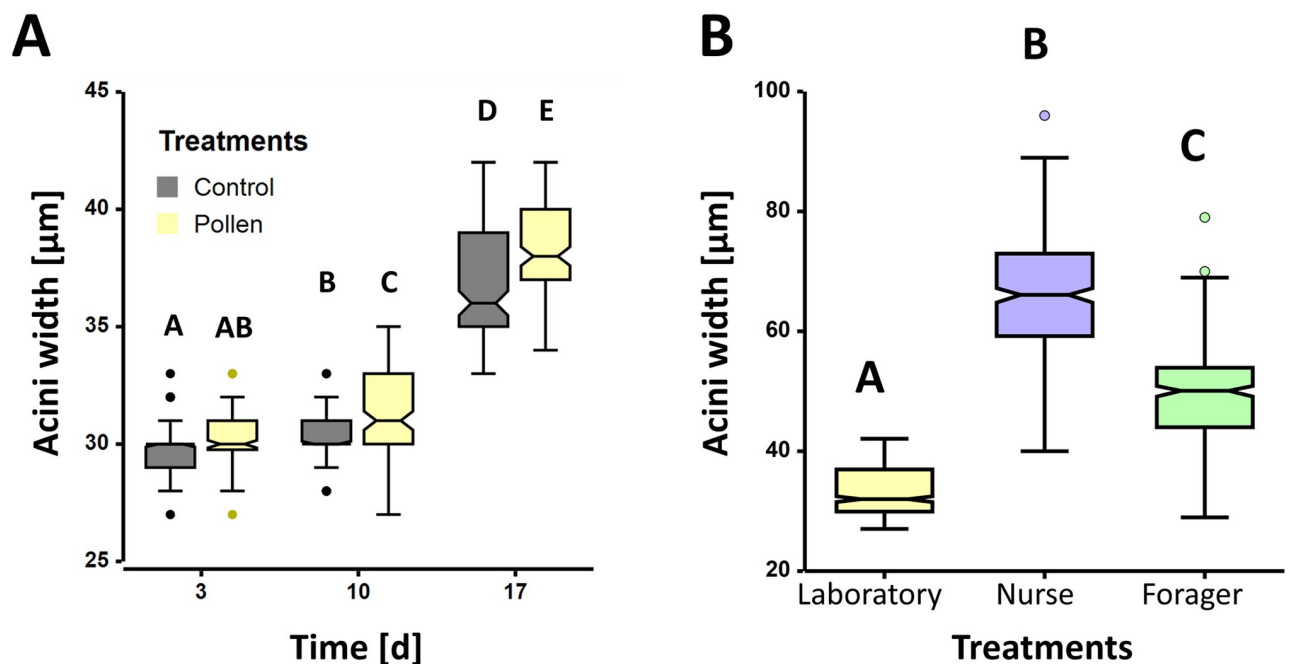 A
Acini width [µm]
45
40
35
30
25
Treatments
Control
Pollen
A
AB
B
C
D
E
3
10
17
Time [d]
B
Acini width [µm]
100
80
60
40
20
A
B
C
Laboratory
Nurse
Forager
Treatments